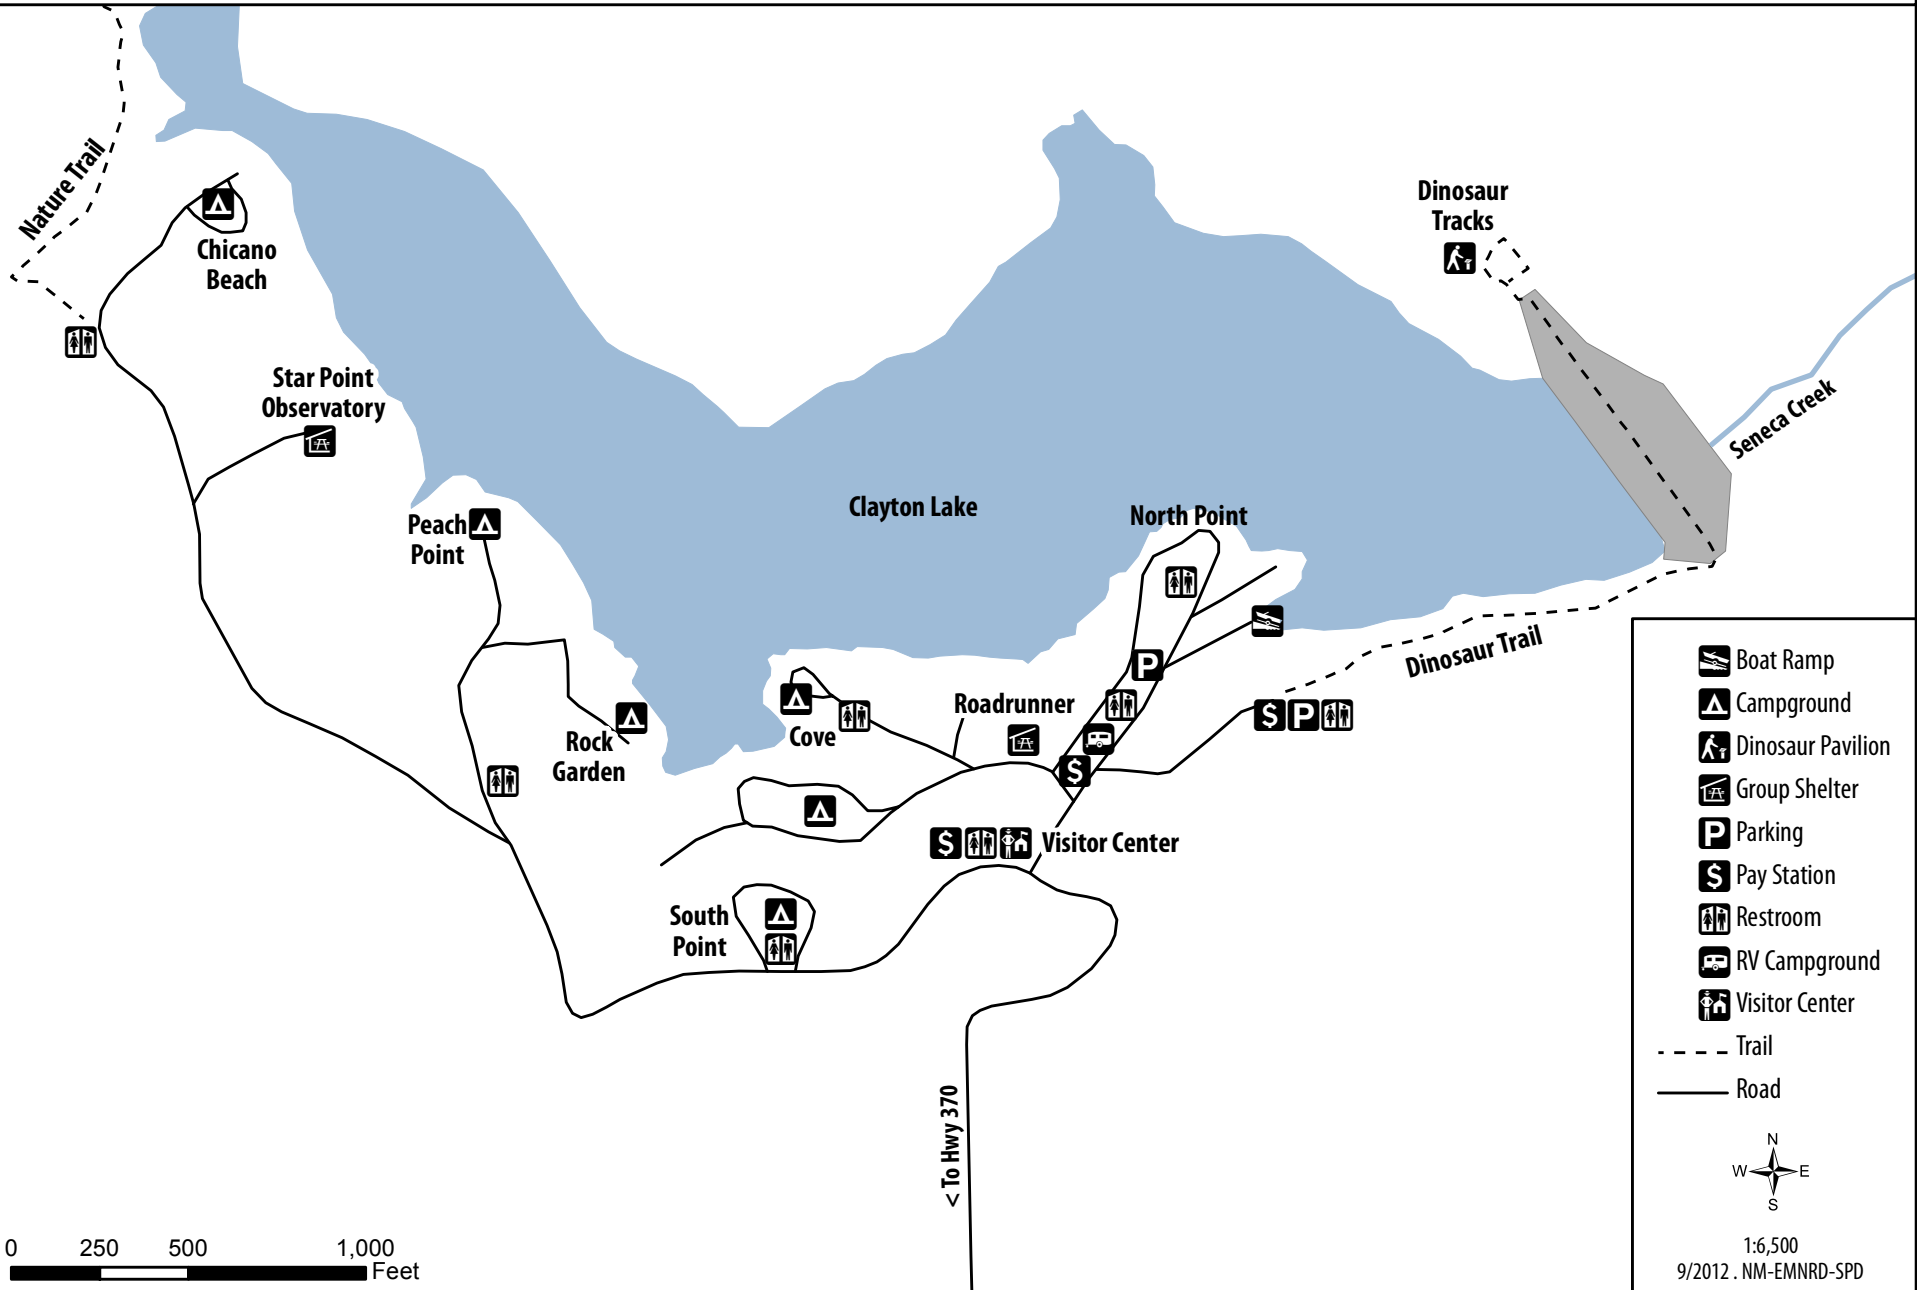 Nature Trail
Chicano
Beach
Star Point
Observatory
Peach
Point
Rock
Garden
Clayton Lake
North Point
Dinosaur
Tracks
Seneca Creek
Dinosaur Trail
Cove
Roadrunner
P
$
$ P
$
Visitor Center
South
Point
< To Hwy 370
Boat Ramp
Campground
Dinosaur Pavilion
Group Shelter
P Parking
$ Pay Station
Restroom
RV Campground
Visitor Center
Trail
Road
N
W E
S
1:6,500
9/2012 . NM-EMNRD-SPD
0 250 500 1,000
Feet